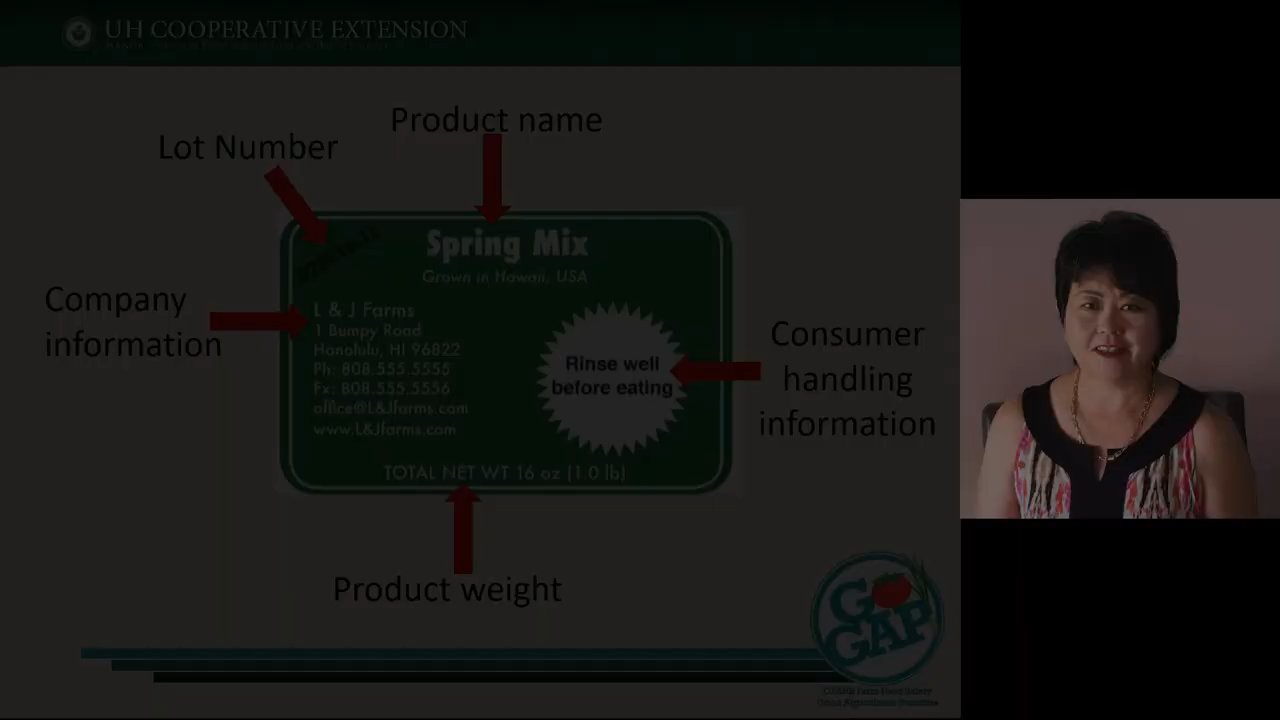 UH COOPERATIVE EXTENSION
Product name
Lot Number
Spring Mix
Grown in Hawaii, USA
Company
information
L & J Farms
1 Bumpy Road
Honolulu, HI 96822
Ph: 808.555.5555
Fx: 808.555.5556
office@L&Jfarms.com
www.L&Jfarms.com
Rinse well
before eating
Consumer
handling
information
TOTAL NET WT 16 oz (1.0 lb)
Product weight
GO
GAP